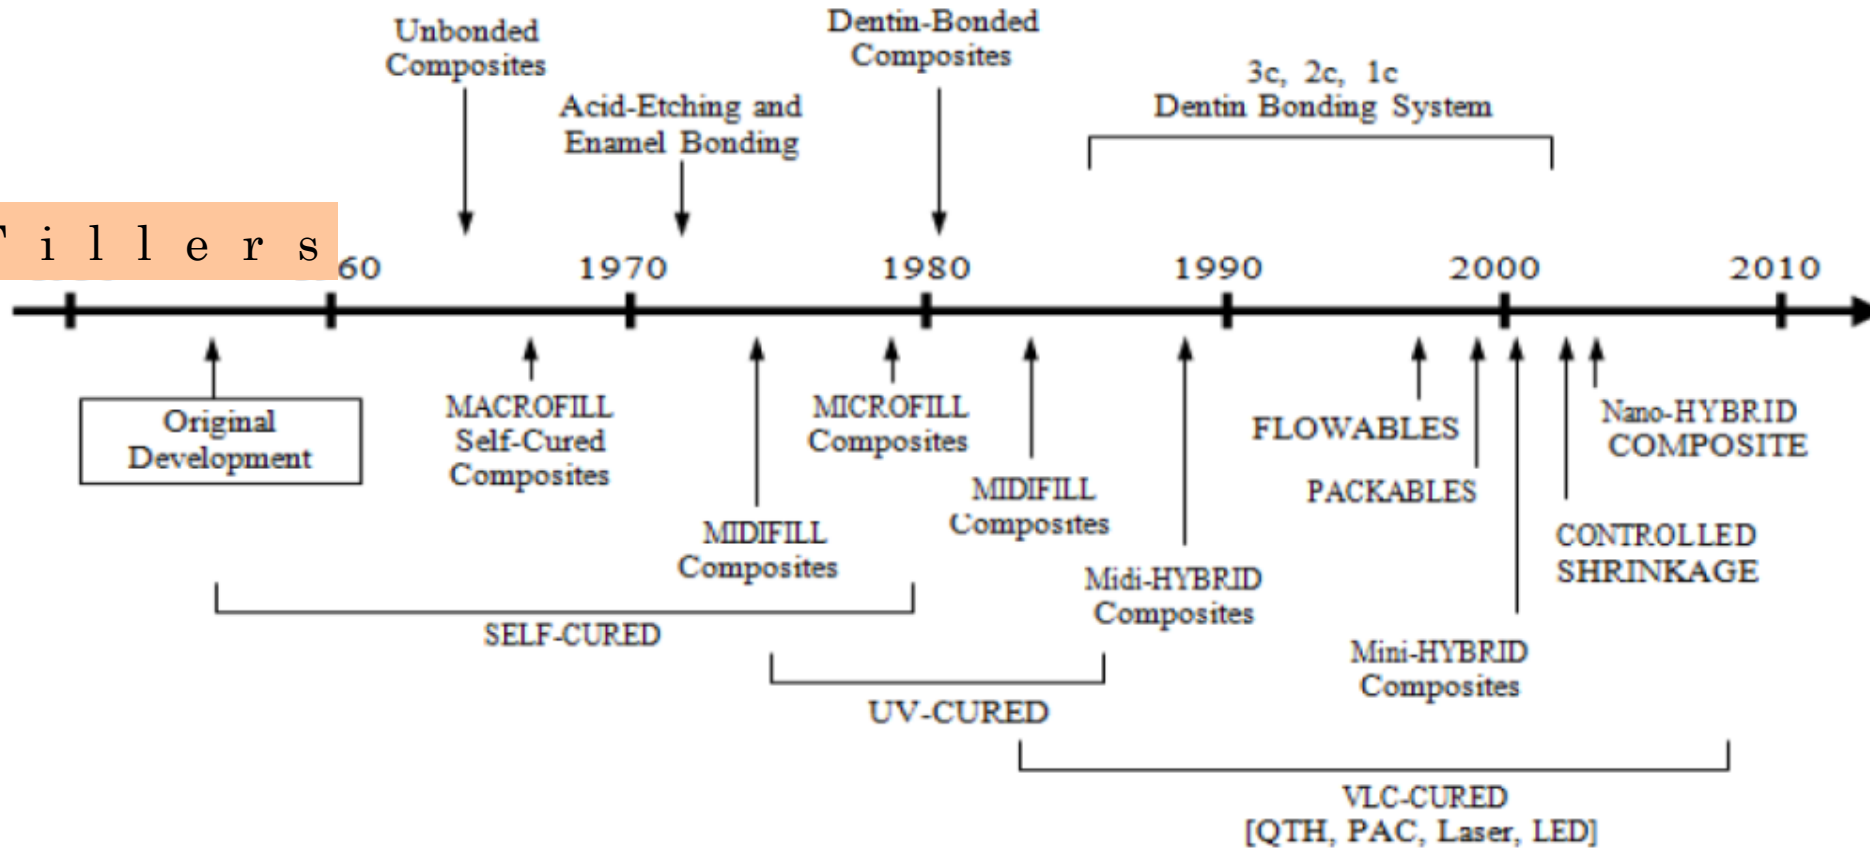 Unbonded
Composites
Dentin-Bonded
Composites
Acid-Etching and
Enamel Bonding
3c, 2c, 1c
Dentin Bonding System
i l l e r s
60
1970
1980
1990
2000
2010
Original
Development
MACROFILL
Self-Cured
Composites
MIDIFILL
Composites
MICROFILL
Composites
MIDIFILL
Composites
Midi-HYBRID
Composites
FLOWABLES
PACKABLES
Mini-HYBRID
Composites
CONTROLLED
SHRINKAGE
Nano-HYBRID
COMPOSITE
SELF-CURED
UV-CURED
VLC-CURED
[QTH, PAC, Laser, LED]